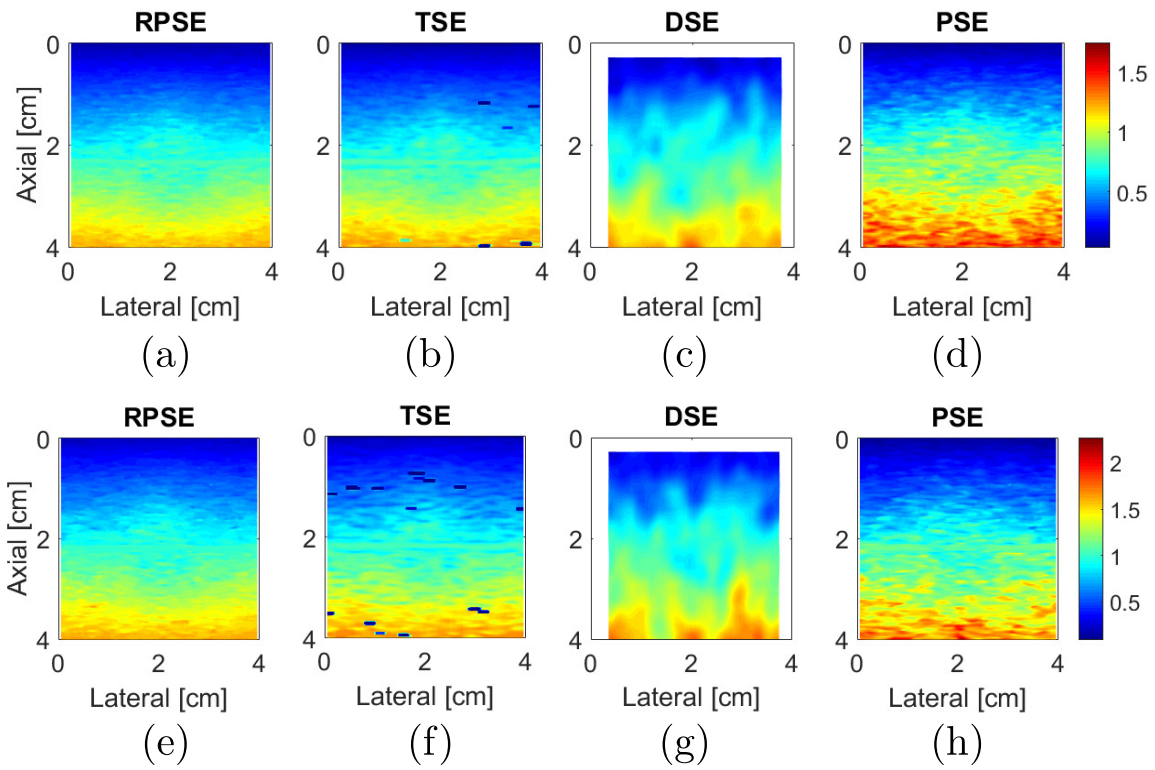 RPSE TSE DSE PSE
0 0 0 0
1.5
Axial [cm]
2 2 2 2
1
0.5
4 4 4 4
0 2 4 0 2 4 0 2 4 0 2 4
Lateral [cm] Lateral [cm] Lateral [cm] Lateral [cm]
(a) (b) (c) (d)
RPSE TSE DSE PSE
0 0 0 0
2
Axial [cm]
1.5
2 2 2 2
1
0.5
4 4 4 4
0 2 4 0 2 4 0 2 4 0 2 4
Lateral [cm] Lateral [cm] Lateral [cm] Lateral [cm]
(e) (f) (g) (h)